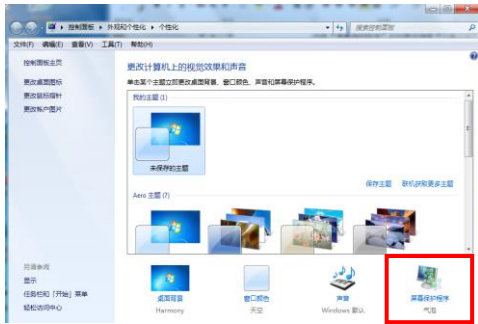 控制面板 ▸ 外观和个性化 ▸ 个性化
搜索控制面板
文件(F) 编辑(E) 查看(V) 工具(T) 帮助(H)
控制面板主页
更改桌面图标
更改鼠标指针
更改帐户图片
更改计算机上的视觉效果和声音
单击某个主题立即更改桌面背景、窗口颜色、声音和屏幕保护程序。
我的主题 (1)
未保存的主题
保存主题 联机获取更多主题
Aero 主题 (7)
另请参阅
显示
任务栏和「开始」菜单
轻松访问中心
桌面背景
Harmony
窗口颜色
天空
声音
Windows 默认
屏幕保护程序
气泡